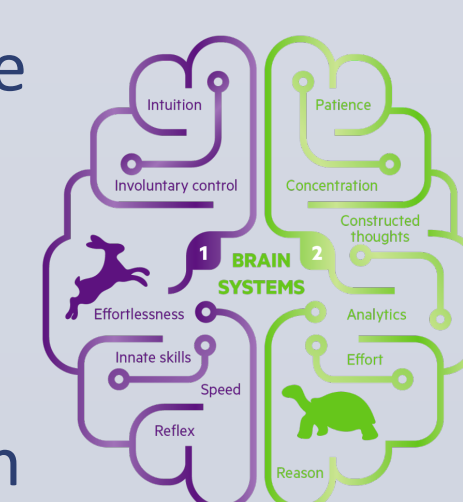 e
n
Intuition
Involuntary control
1
Effortlessness
Innate skills
Speed
Reflex
BRAIN
SYSTEMS
2
Patience
Concentration
Constructed
thoughts
Analytics
Effort
Reason